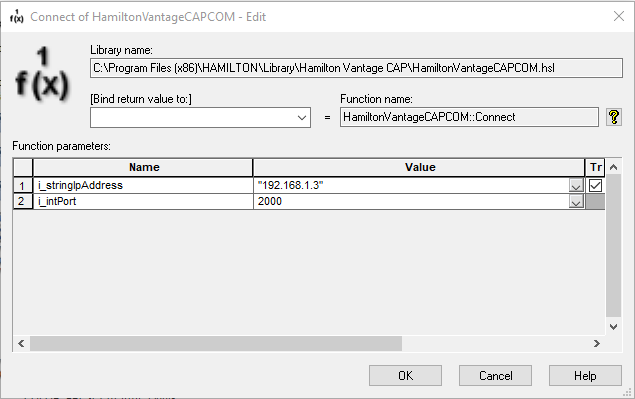 Connect of HamiltonVantageCAPCOM - Edit
1
f(x)
Library name:
C:\Program Files (x86)\HAMILTON\Library\Hamilton Vantage CAP\HamiltonVantageCAPCOM.hsl
[Bind return value to:]
Function name:
=
HamiltonVantageCAPCOM::Connect
?
Function parameters:
Name Value Tr
1 i_stringIpAddress "192.168.1.3"
2 i_intPort 2000
OK Cancel Help